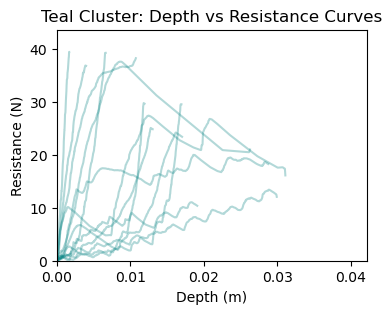 Teal Cluster: Depth vs Resistance Curves
Resistance (N)
40
30
20
10
0
0.00 0.01 0.02 0.03 0.04
Depth (m)